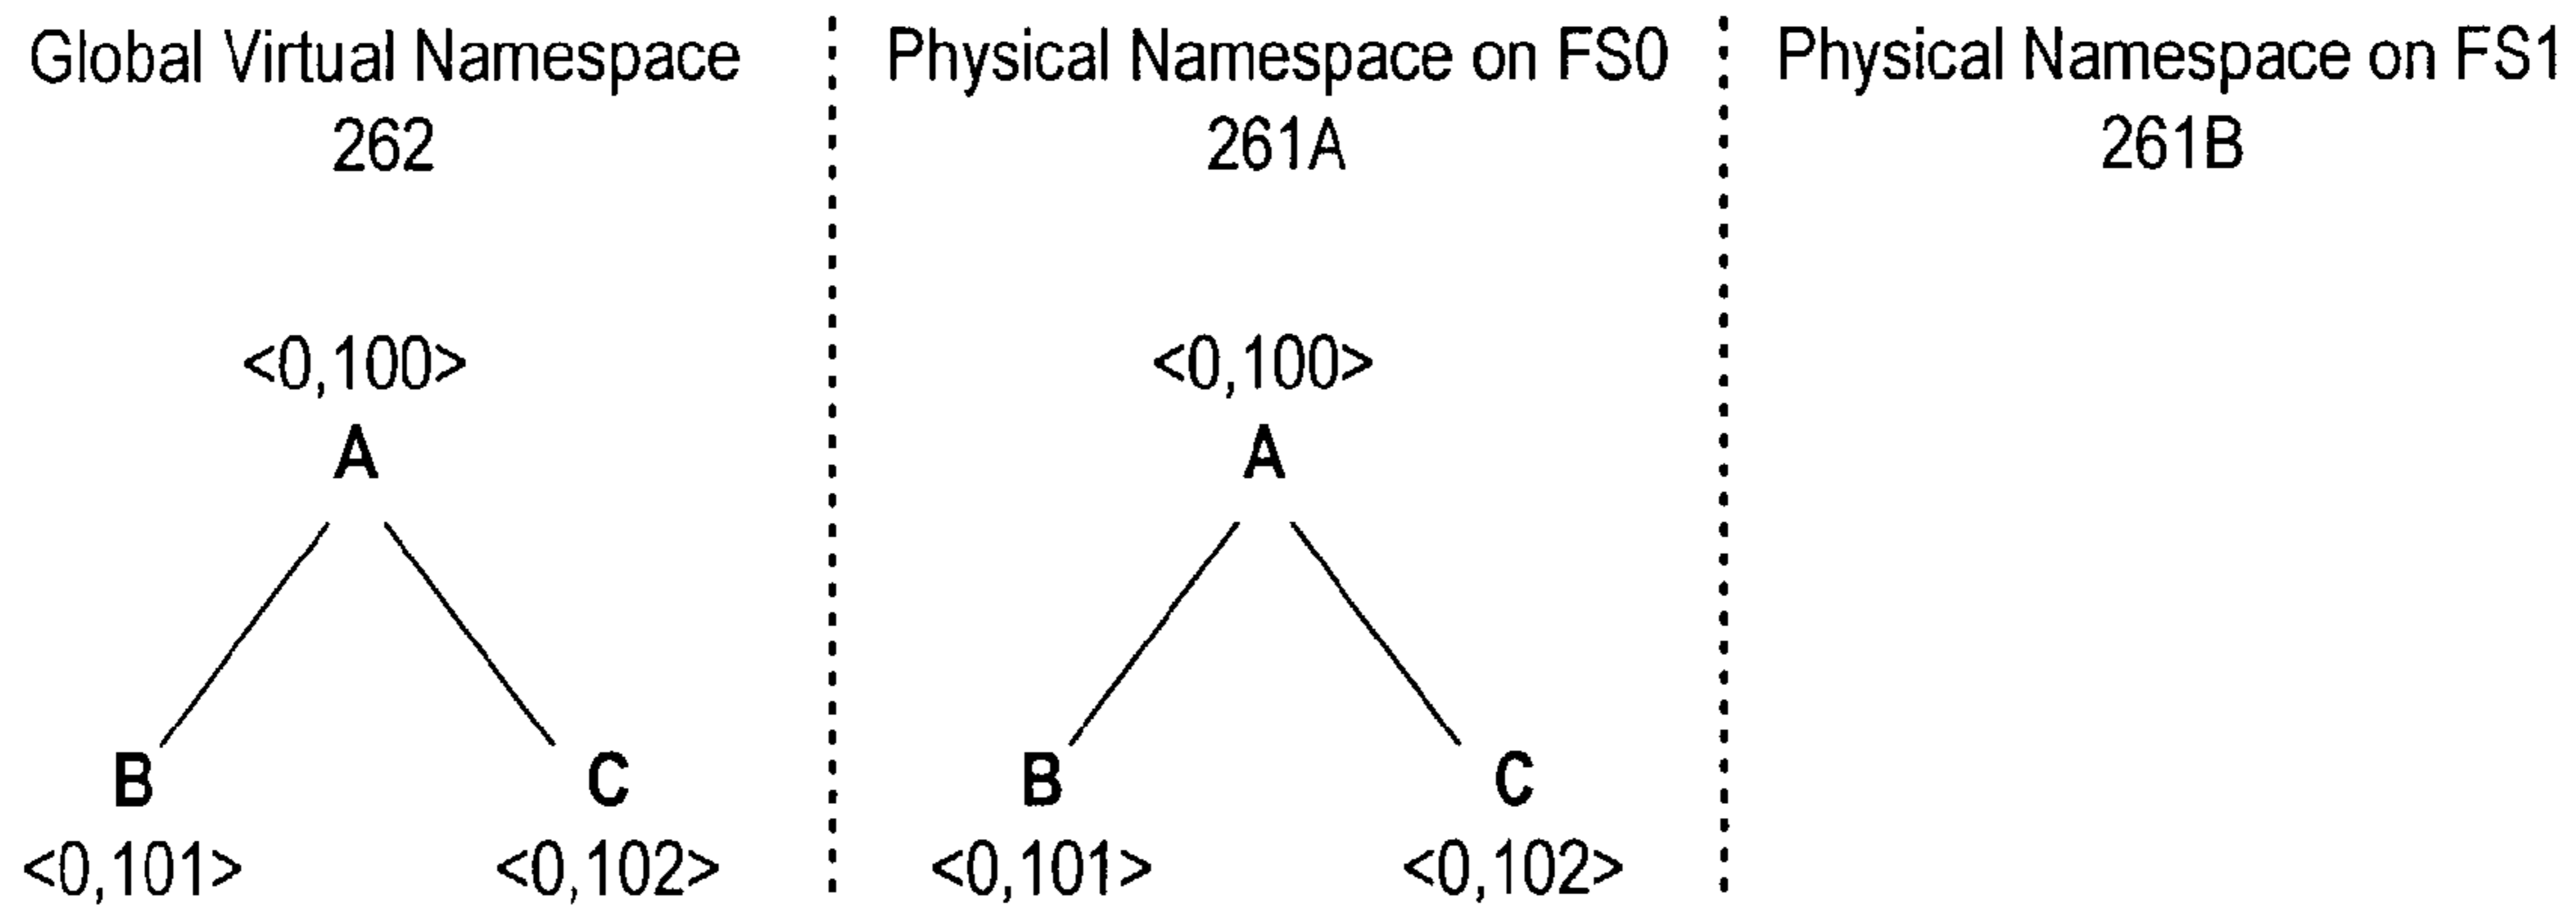 Global Virtual Namespace
262
<0,100>
A
B
C
<0,101>
<0,102>
Physical Namespace on FS0
261A
<0,100>
A
B
C
<0,101>
<0,102>
Physical Namespace on FS1
261B